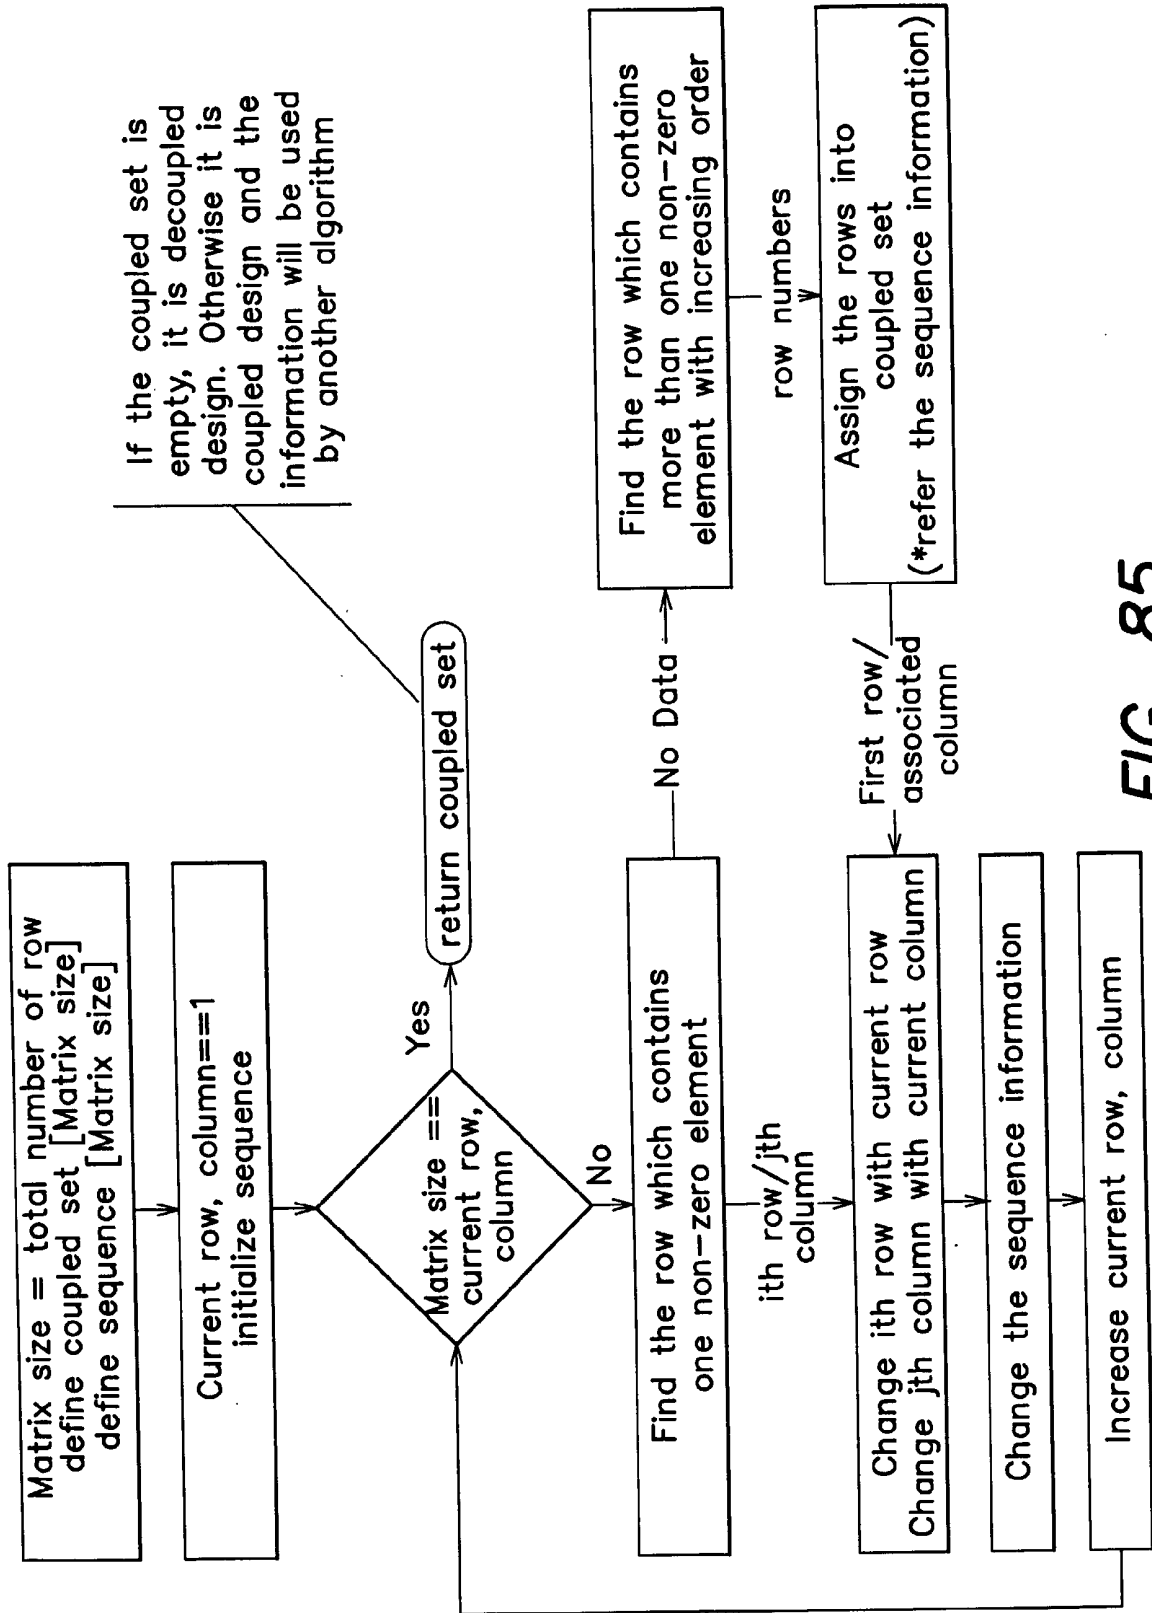 Matrix size = total number of row
define coupled set [Matrix size]
define sequence [Matrix size]
Current row, column==1
initialize sequence
Matrix size ==
current row,
column
Yes
return coupled set
If the coupled set is
empty, it is decoupled
design. Otherwise it is
coupled design and the
information will be used
by another algorithm
No
Find the row which contains
one non-zero element
No Data
Find the row which contains
more than one non-zero
element with increasing order
row numbers
Assign the rows into
coupled set
(*refer the sequence information)
First row/
associated
column
ith row/jth
column
Change ith row with current row
Change jth column with current column
Change the sequence information
Increase current row, column
FIG. 85